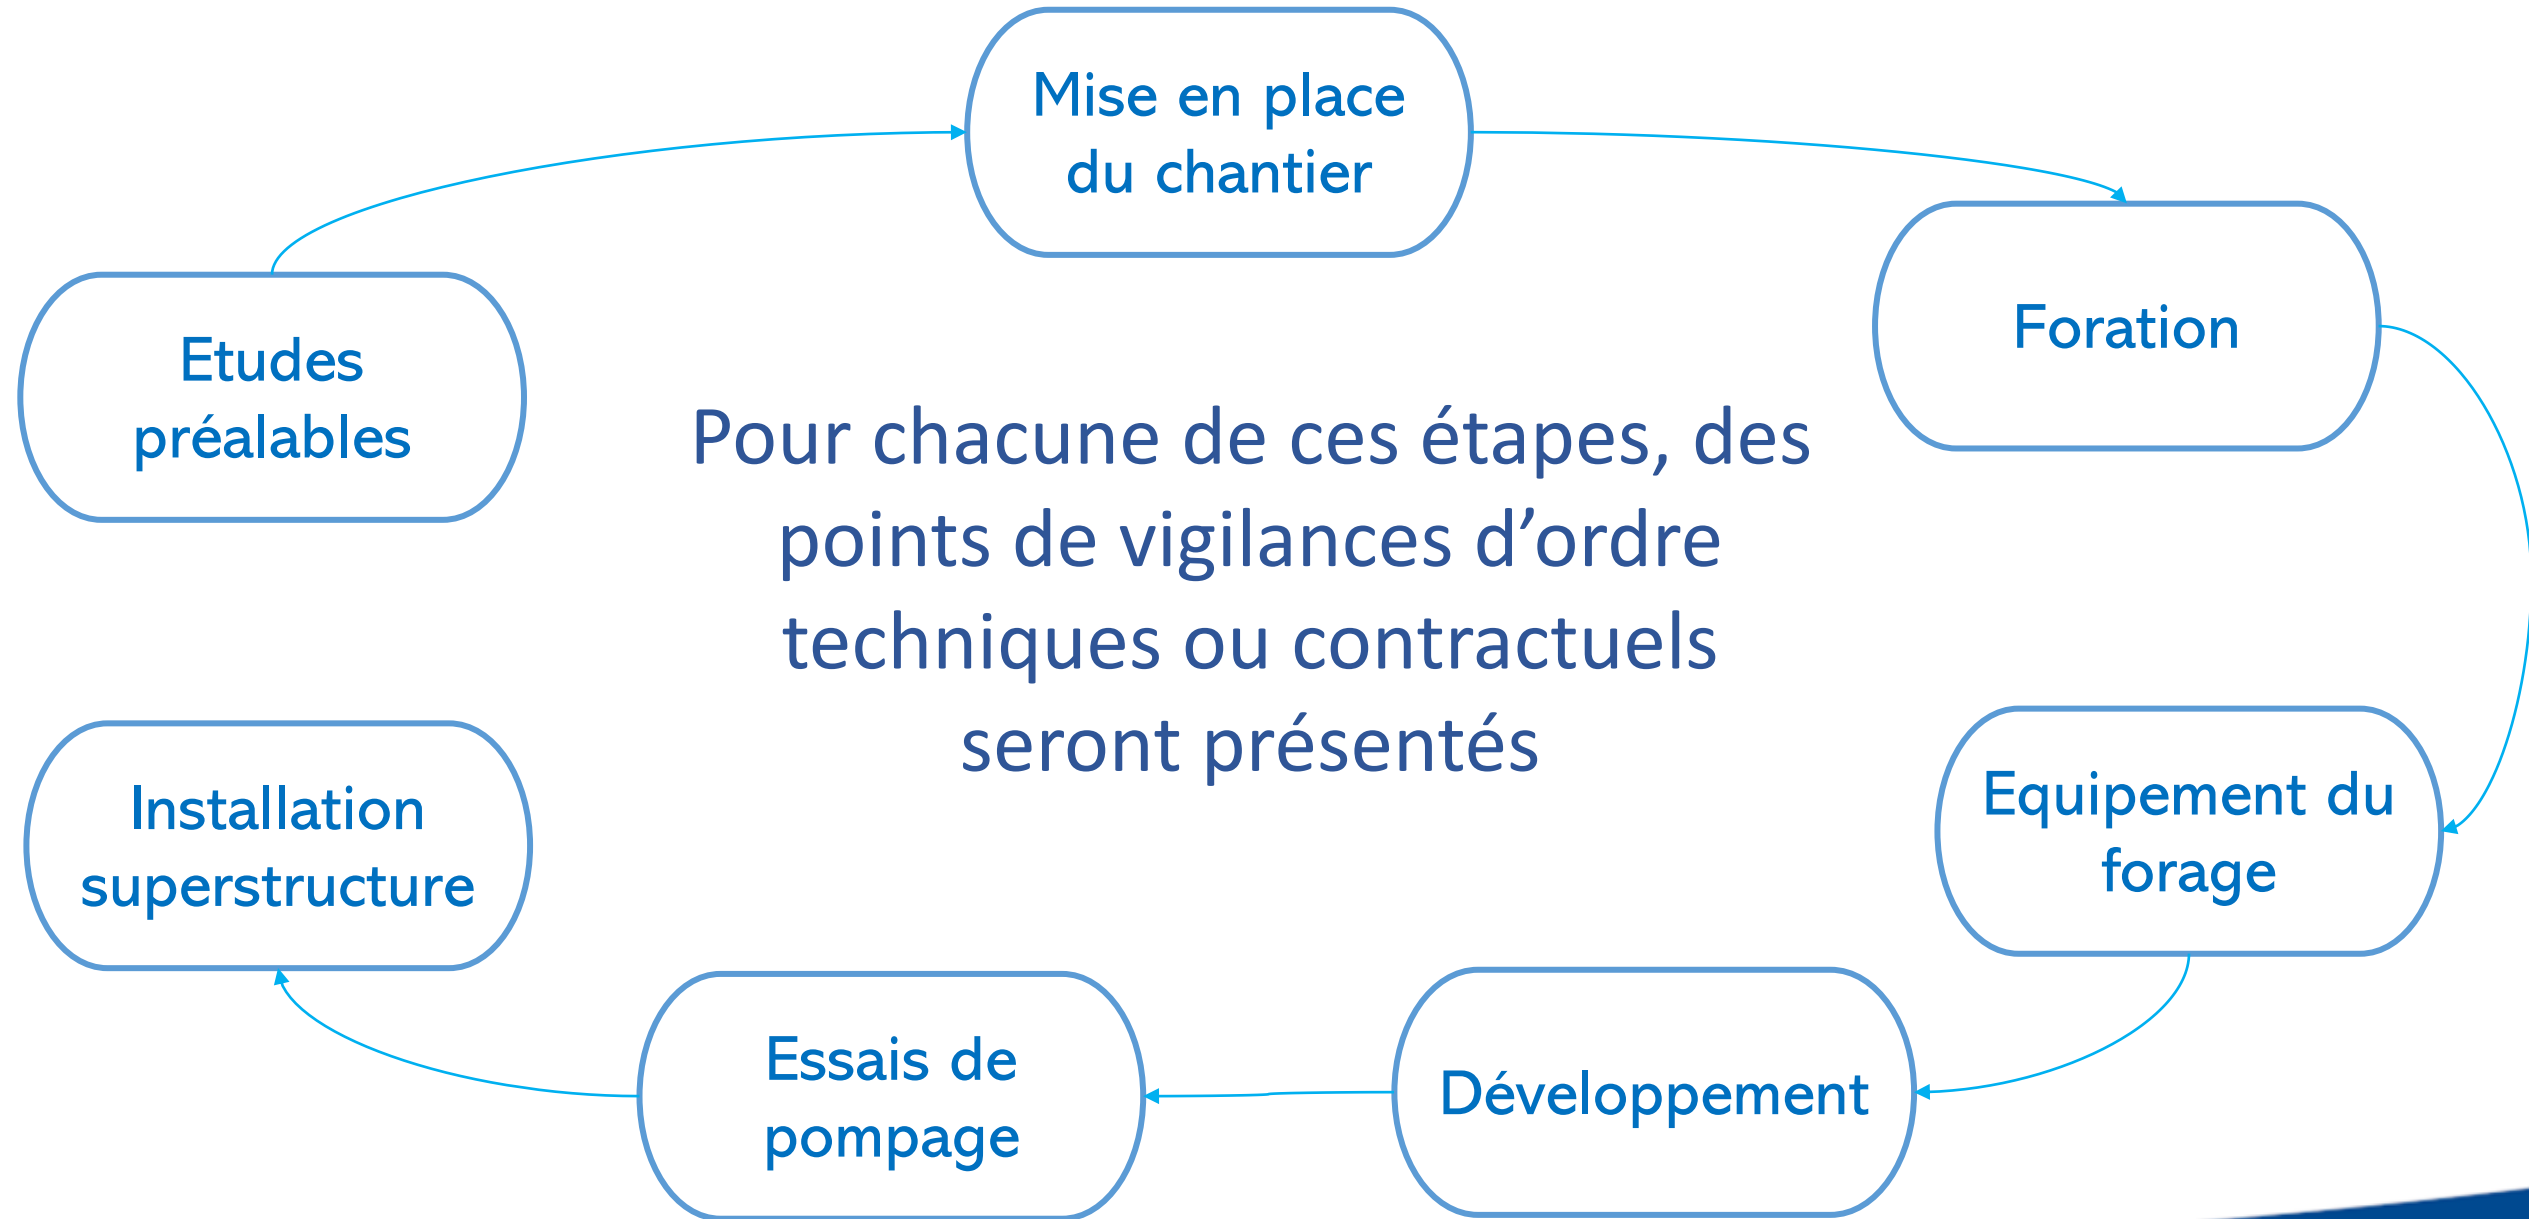 Mise en place
du chantier
Etudes
préalables
Foration
Pour chacune de ces étapes, des
points de vigilances d’ordre
techniques ou contractuels
seront présentés
Equipement du
forage
Installation
superstructure
Développement
Essais de
pompage